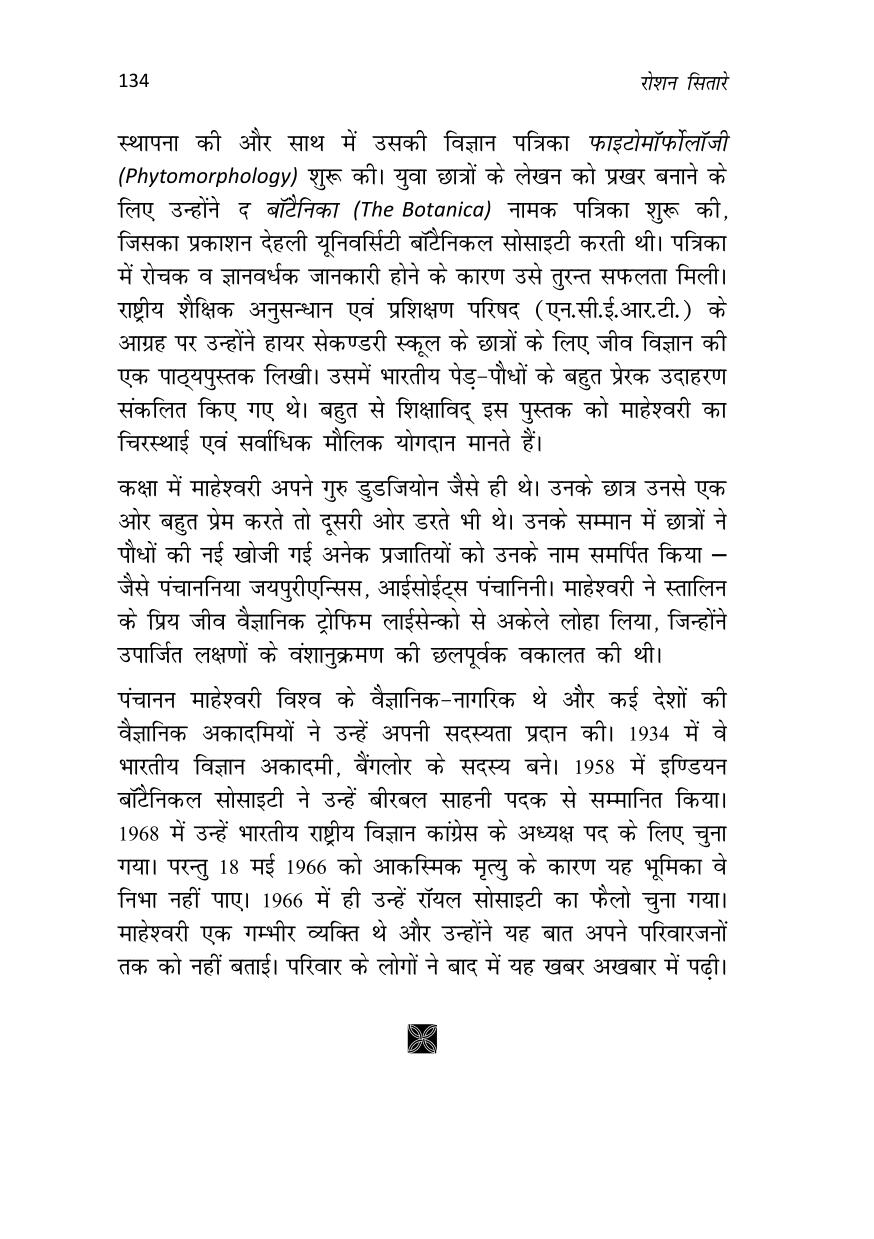 134 रोशन सितारे
स्थापना की और साथ में उसकी विज्ञान पत्रिका फाइटोमॉर्फोलॉजी
(Phytomorphology) शुरू की। युवा छात्रों के लेखन को प्रखर बनाने के
लिए उन्होंने द बॉटैनिका (The Botanica) नामक पत्रिका शुरू की,
जिसका प्रकाशन देहली यूनिवर्सिटी बॉटैनिकल सोसाइटी करती थी। पत्रिका
में रोचक व ज्ञानवर्धक जानकारी होने के कारण उसे तुरन्त सफलता मिली।
राष्ट्रीय शैक्षिक अनुसन्धान एवं प्रशिक्षण परिषद (एन.सी.ई.आर.टी.) के
आग्रह पर उन्होंने हायर सेकण्डरी स्कूल के छात्रों के लिए जीव विज्ञान की
एक पाठ्यपुस्तक लिखी। उसमें भारतीय पेड़-पौधों के बहुत प्रेरक उदाहरण
संकलित किए गए थे। बहुत से शिक्षाविद् इस पुस्तक को माहेश्वरी का
चिरस्थाई एवं सर्वाधिक मौलिक योगदान मानते हैं।
कक्षा में माहेश्वरी अपने गुरु डुडजियोन जैसे ही थे। उनके छात्र उनसे एक
ओर बहुत प्रेम करते तो दूसरी ओर डरते भी थे। उनके सम्मान में छात्रों ने
पौधों की नई खोजी गई अनेक प्रजातियों को उनके नाम समर्पित किया –
जैसे पंचाननिया जयपुरीएन्सिस, आईसोईट्स पंचानिनी। माहेश्वरी ने स्तालिन
के प्रिय जीव वैज्ञानिक ट्रोफिम लाईसेन्को से अकेले लोहा लिया, जिन्होंने
उपार्जित लक्षणों के वंशानुक्रमण की छलपूर्वक वकालत की थी।
पंचानन माहेश्वरी विश्व के वैज्ञानिक-नागरिक थे और कई देशों की
वैज्ञानिक अकादमियों ने उन्हें अपनी सदस्यता प्रदान की। 1934 में वे
भारतीय विज्ञान अकादमी, बैंगलोर के सदस्य बने। 1958 में इण्डियन
बॉटैनिकल सोसाइटी ने उन्हें बीरबल साहनी पदक से सम्मानित किया।
1968 में उन्हें भारतीय राष्ट्रीय विज्ञान कांग्रेस के अध्यक्ष पद के लिए चुना
गया। परन्तु 18 मई 1966 को आकस्मिक मृत्यु के कारण यह भूमिका वे
निभा नहीं पाए। 1966 में ही उन्हें रॉयल सोसाइटी का फैलो चुना गया।
माहेश्वरी एक गम्भीर व्यक्ति थे और उन्होंने यह बात अपने परिवारजनों
तक को नहीं बताई। परिवार के लोगों ने बाद में यह खबर अखबार में पढ़ी।